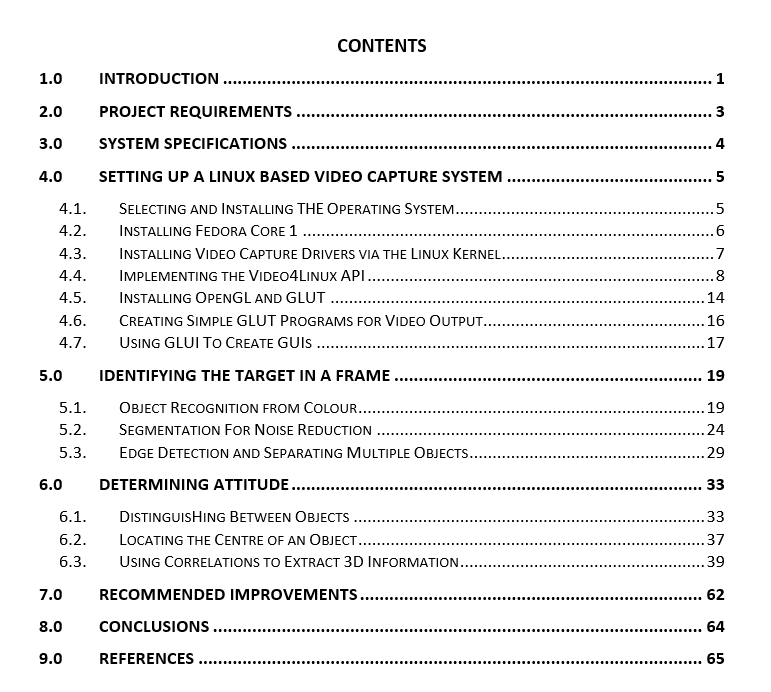 CONTENTS
1.0 INTRODUCTION ........................................................ 1
2.0 PROJECT REQUIREMENTS ........................................................ 3
3.0 SYSTEM SPECIFICATIONS ........................................................ 4
4.0 SETTING UP A LINUX BASED VIDEO CAPTURE SYSTEM ........................................................ 5
4.1. SELECTING AND INSTALLING THE OPERATING SYSTEM........................................................5
4.2. INSTALLING FEDORA CORE 1 ........................................................6
4.3. INSTALLING VIDEO CAPTURE DRIVERS VIA THE LINUX KERNEL........................................................7
4.4. IMPLEMENTING THE VIDEO4LINUX API........................................................8
4.5. INSTALLING OPENGL AND GLUT ........................................................14
4.6. CREATING SIMPLE GLUT PROGRAMS FOR VIDEO OUTPUT........................................................16
4.7. USING GLUI TO CREATE GUIS ........................................................17
5.0 IDENTIFYING THE TARGET IN A FRAME ........................................................ 19
5.1. OBJECT RECOGNITION FROM COLOUR........................................................19
5.2. SEGMENTATION FOR NOISE REDUCTION ........................................................24
5.3. EDGE DETECTION AND SEPARATING MULTIPLE OBJECTS........................................................29
6.0 DETERMINING ATTITUDE........................................................ 33
6.1. DISTINGUISHING BETWEEN OBJECTS ........................................................33
6.2. LOCATING THE CENTRE OF AN OBJECT........................................................37
6.3. USING CORRELATIONS TO EXTRACT 3D INFORMATION........................................................39
7.0 RECOMMENDED IMPROVEMENTS........................................................ 62
8.0 CONCLUSIONS ........................................................ 64
9.0 REFERENCES ........................................................ 65